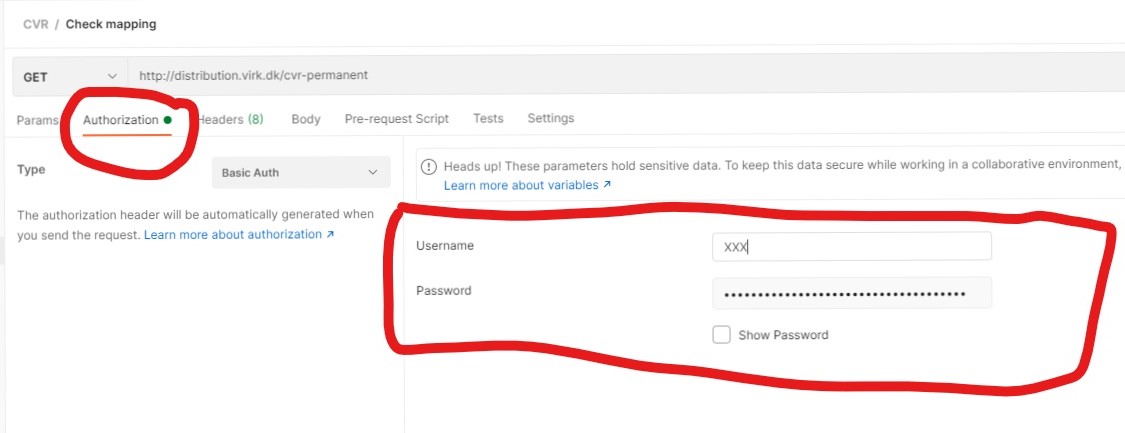 CVR / Check mapping
GET http://distribution.virk.dk/cvr-permanent
Params Authorization Headers (8) Body Pre-request Script Tests Settings
Type Basic Auth
Heads up! These parameters hold sensitive data. To keep this data secure while working in a collaborative environment,
Learn more about variables ↗
The authorization header will be automatically generated when
you send the request. Learn more about authorization ↗
Username XXX
Password ••••••••••••••••••••••••••••••••••••
Show Password